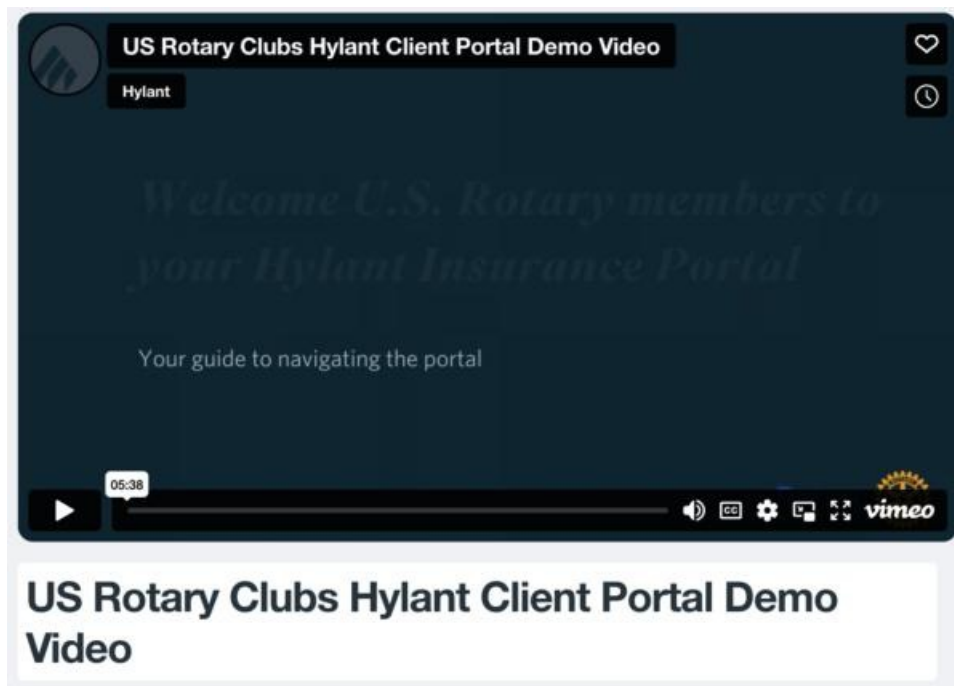 US Rotary Clubs Hylant Client Portal Demo Video
Hylant
Welcome U.S. Rotary members to
your Hylant Insurance Portal
Your guide to navigating the portal
05:38
CC
vimeo
US Rotary Clubs Hylant Client Portal Demo
Video